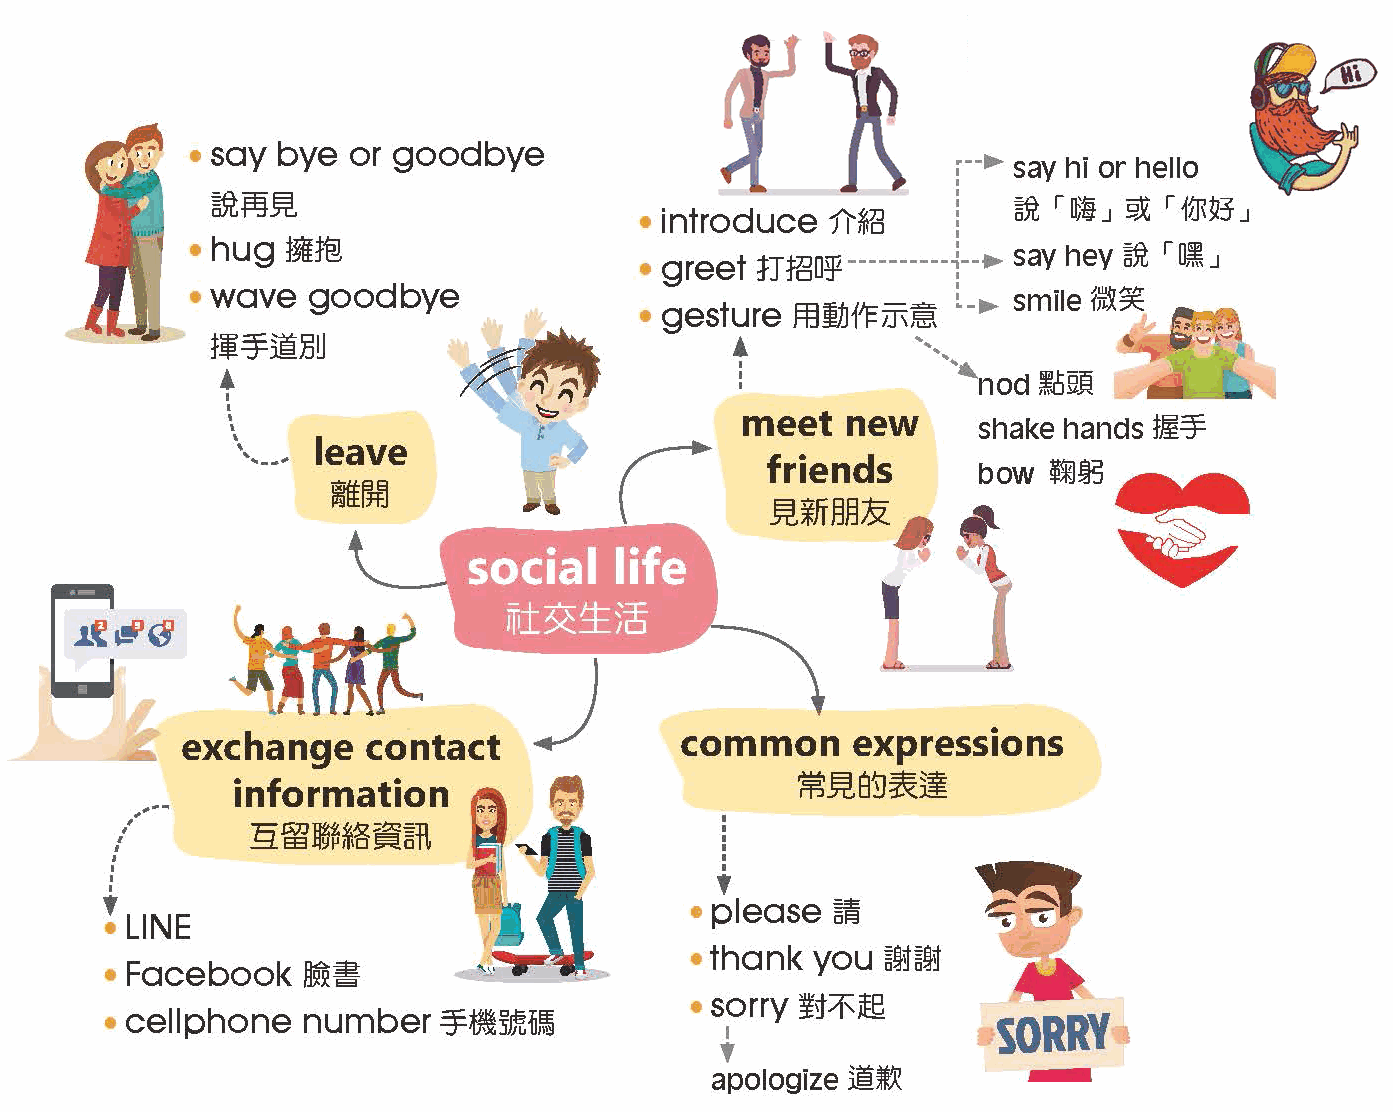 social life
社交生活
leave
離開
say bye or goodbye
說再見
hug 擁抱
wave goodbye
揮手道別
meet new
friends
見新朋友
introduce 介紹
greet 打招呼
gesture 用動作示意
say hi or hello
說「嗨」或「你好」
say hey 說「嘿」
smile 微笑
nod 點頭
shake hands 握手
bow 鞠躬
Hi
exchange contact
information
互留聯絡資訊
LINE
Facebook 臉書
cellphone number 手機號碼
common expressions
常見的表達
please 請
thank you 謝謝
sorry 對不起
apologize 道歉
SORRY